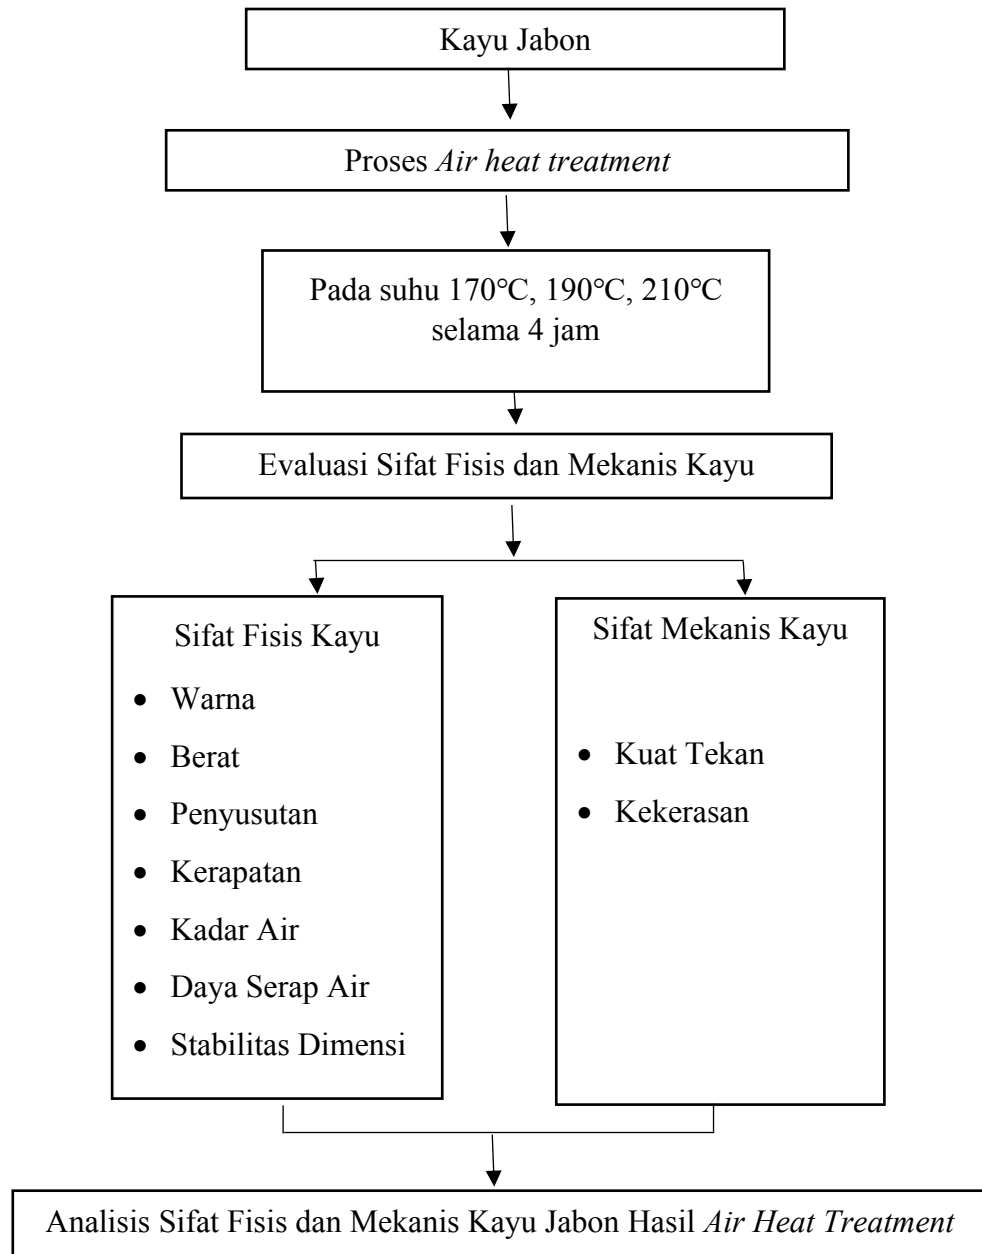 Kayu Jabon
Proses Air heat treatment
Pada suhu 170℃, 190℃, 210℃
selama 4 jam
Evaluasi Sifat Fisis dan Mekanis Kayu
Sifat Fisis Kayu
• Warna
• Berat
• Penyusutan
• Kerapatan
• Kadar Air
• Daya Serap Air
• Stabilitas Dimensi
Sifat Mekanis Kayu
• Kuat Tekan
• Kekerasan
Analisis Sifat Fisis dan Mekanis Kayu Jabon Hasil Air Heat Treatment